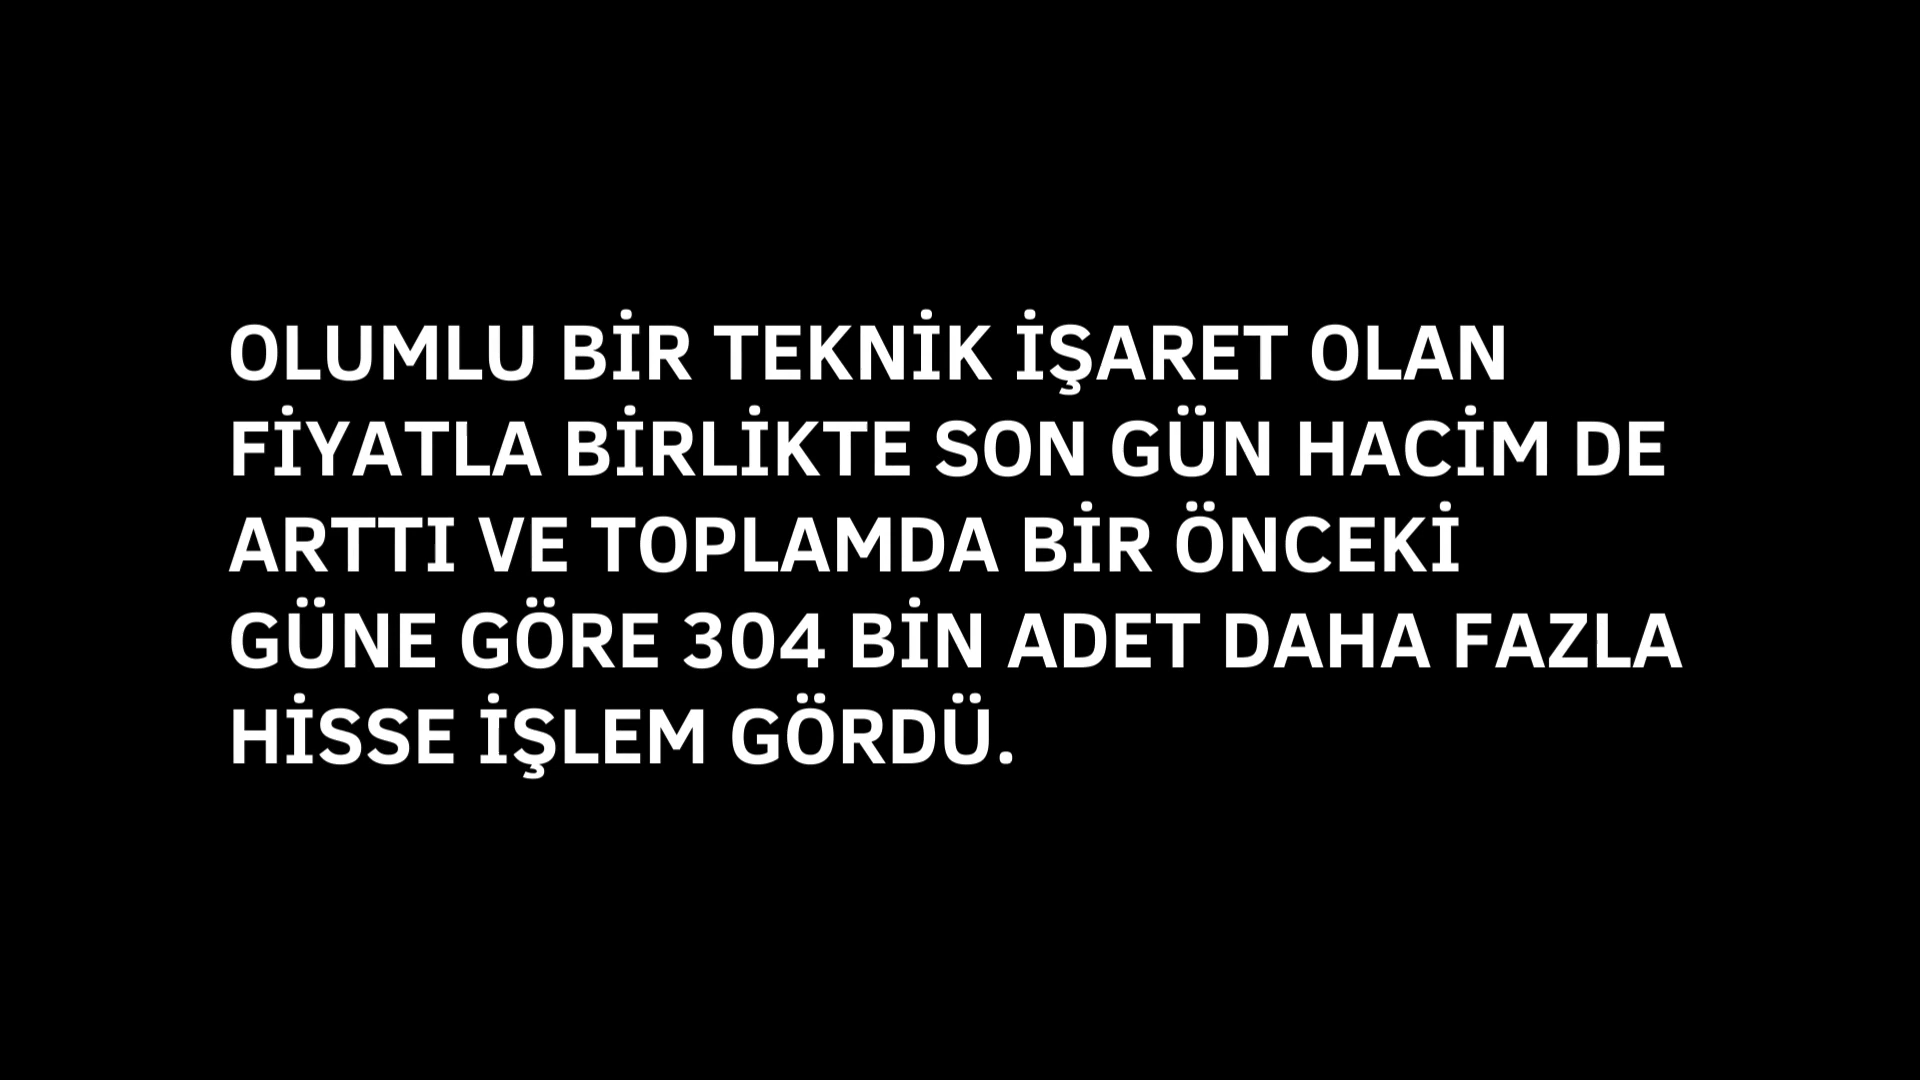 OLUMLU BİR TEKNİK İŞARET OLAN
FİYATLA BİRLİKTE SON GÜN HACİM DE
ARTTI VE TOPLAMDA BİR ÖNCEKİ
GÜNE GÖRE 304 BİN ADET DAHA FAZLA
HİSSE İŞLEM GÖRDÜ.